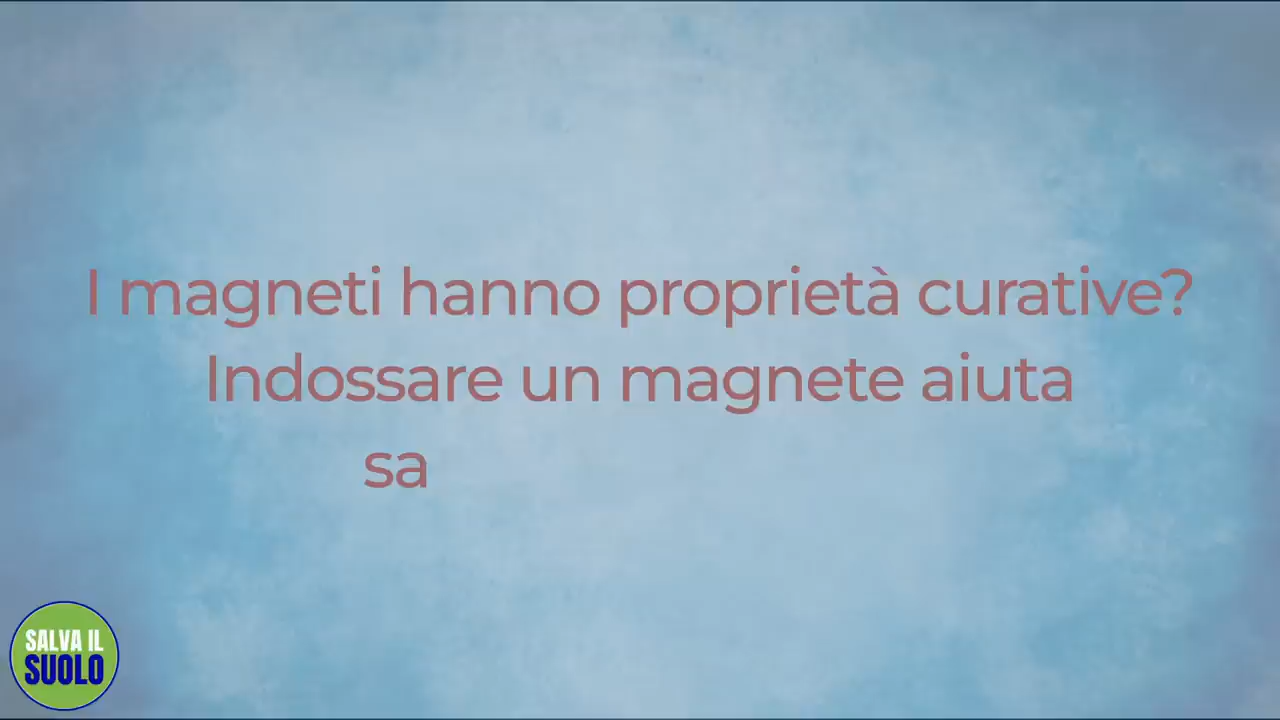 I magneti hanno proprietà curative?
Indossare un magnete aiuta
sa
SALVA IL
SUOLO